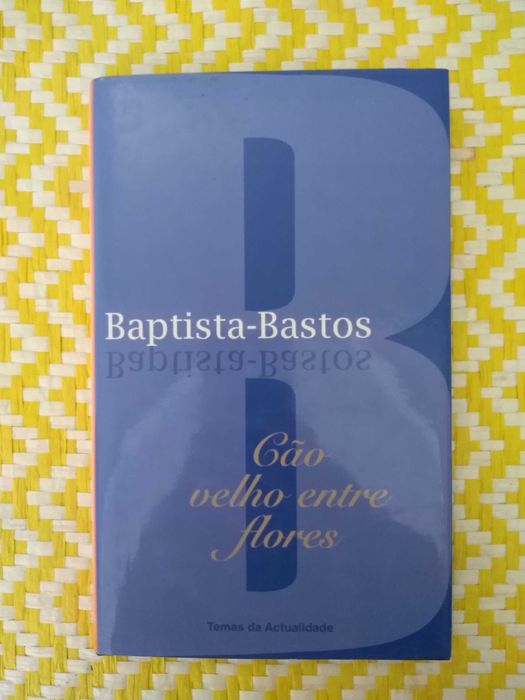 B
Baptista-Bastos
Baptista-Bastos
Cão
velho entre
flores
Temas da Actualidade